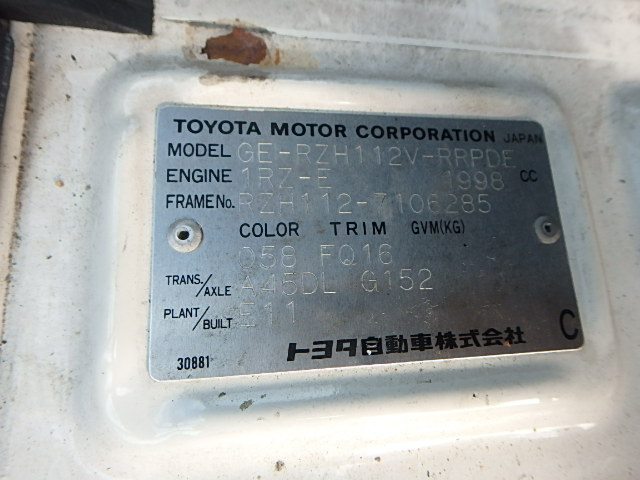 TOYOTA MOTOR CORPORATION JAPAN
MODEL GE-RZH112V-RRPDE
ENGINE 1RZ-E 1998 CC
FRAME No. RZH112-7106285
COLOR TRIM GVM(KG)
058 FQ16
TRANS./AXLE A45DL G152
PLANT/BUILT E11
トヨタ自動車株式会社 C
30881